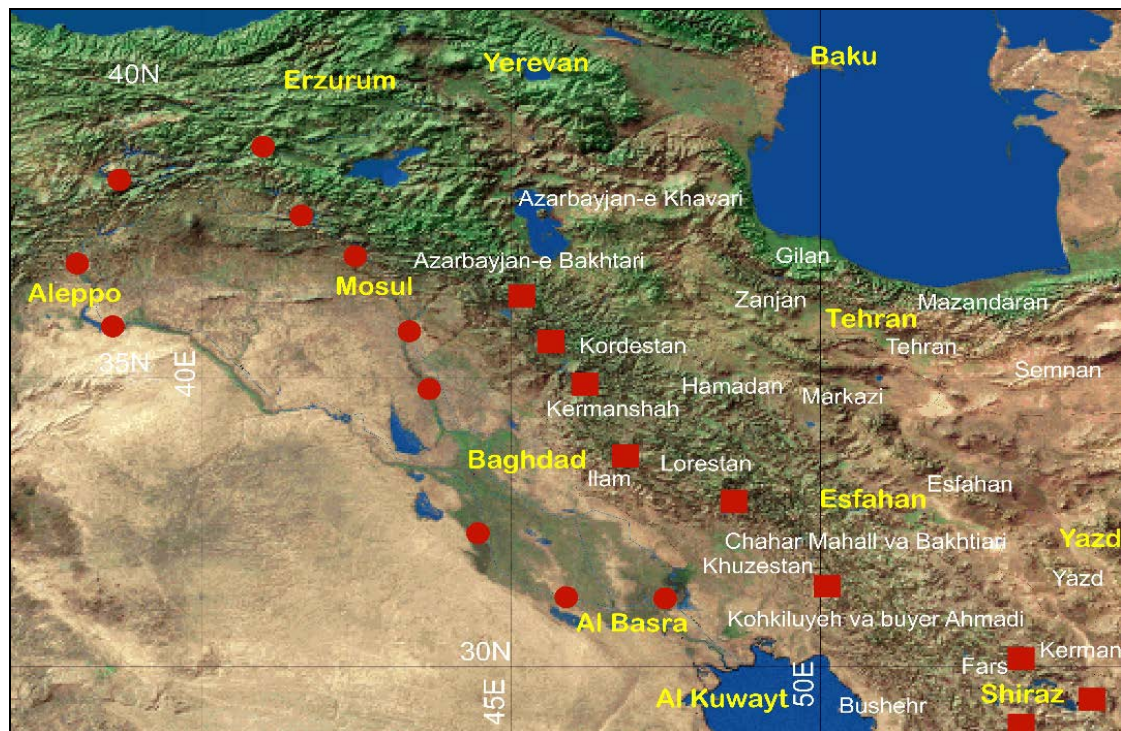 Baku
Yerevan
40N
Erzurum
Azarbayjan-e Khavari
Gilan
Azarbayjan-e Bakhtari
Mosul
Aleppo
Zanjan
Mazandaran
Tehran
Tehran
Kordestan
35N
40E
Semnan
Hamadan
Markazi
Kermanshah
Baghdad
Lorestan
Ilam
Esfahan
Esfahan
Chahar Mahall va Bakhtiari
Yazd
Khuzestan
Yazd
Al Basra
Kohkiluyeh va buyer Ahmadi
30N
Kerman
Fars
45E
Al Kuwayt
50E
Bushehr
Shiraz